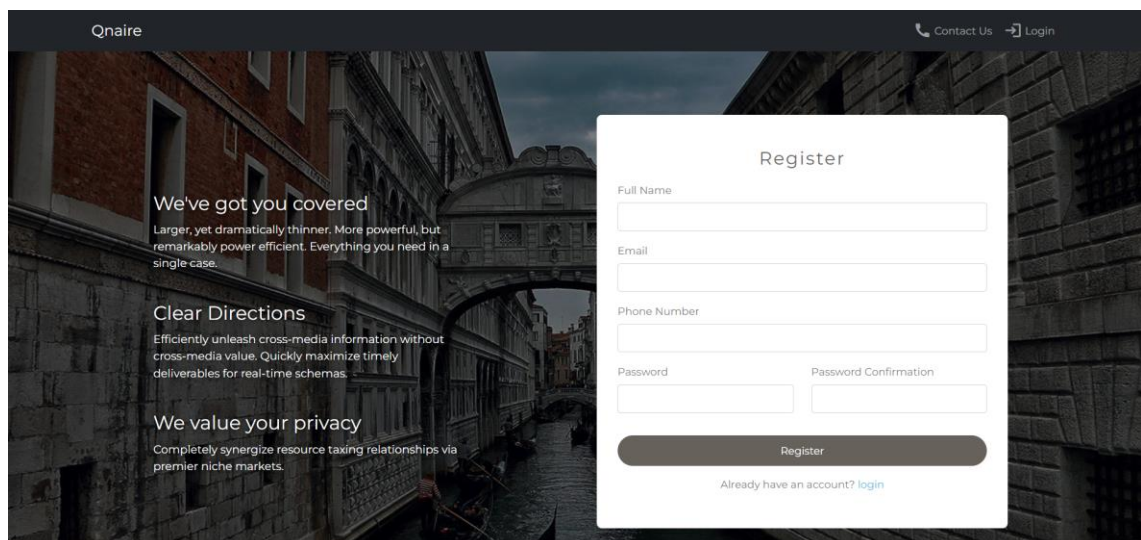 Qnaire
Contact Us
Login
We've got you covered
Larger, yet dramatically thinner. More powerful, but
remarkably power efficient. Everything you need in a
single case.
Clear Directions
Efficiently unleash cross-media information without
cross-media value. Quickly maximize timely
deliverables for real-time schemas.
We value your privacy
Completely synergize resource taxing relationships via
premier niche markets.
Register
Full Name
Email
Phone Number
Password
Password Confirmation
Register
Already have an account? login